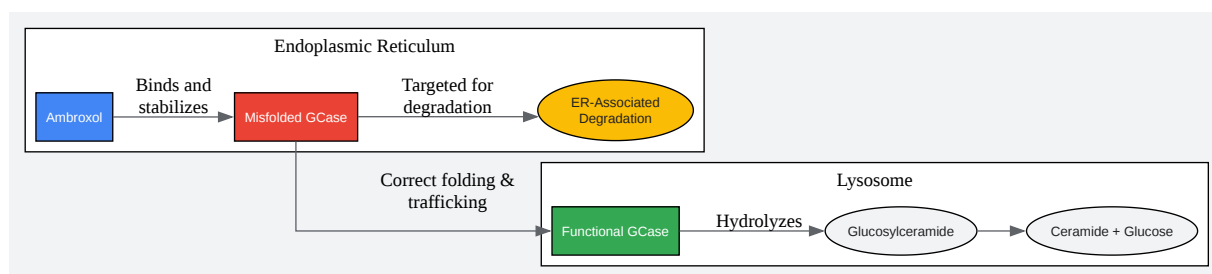 Endoplasmic Reticulum
Binds and
stabilizes
Targeted for
degradation
Ambroxol
Misfolded GCase
ER-Associated
Degradation
Correct folding &
trafficking
Lysosome
Functional GCase
Hydrolyzes
Glucosylceramide
Ceramide + Glucose